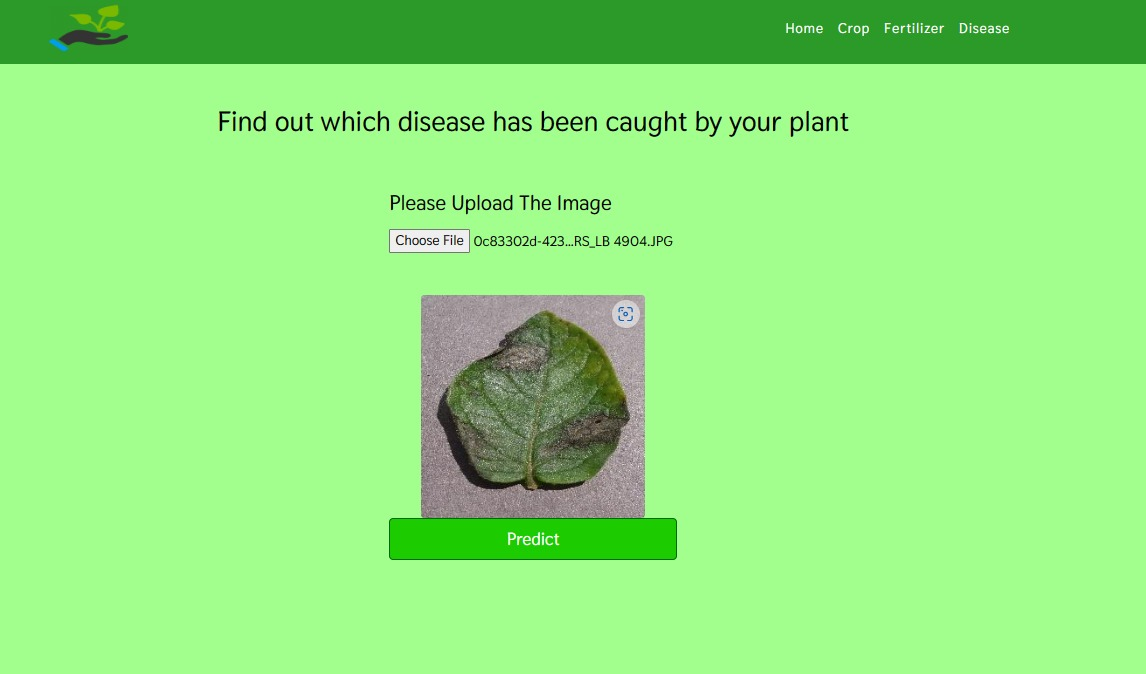 Home Crop Fertilizer Disease
Find out which disease has been caught by your plant
Please Upload The Image
Choose File 0c83302d-423...RS_LB 4904.JPG
Predict